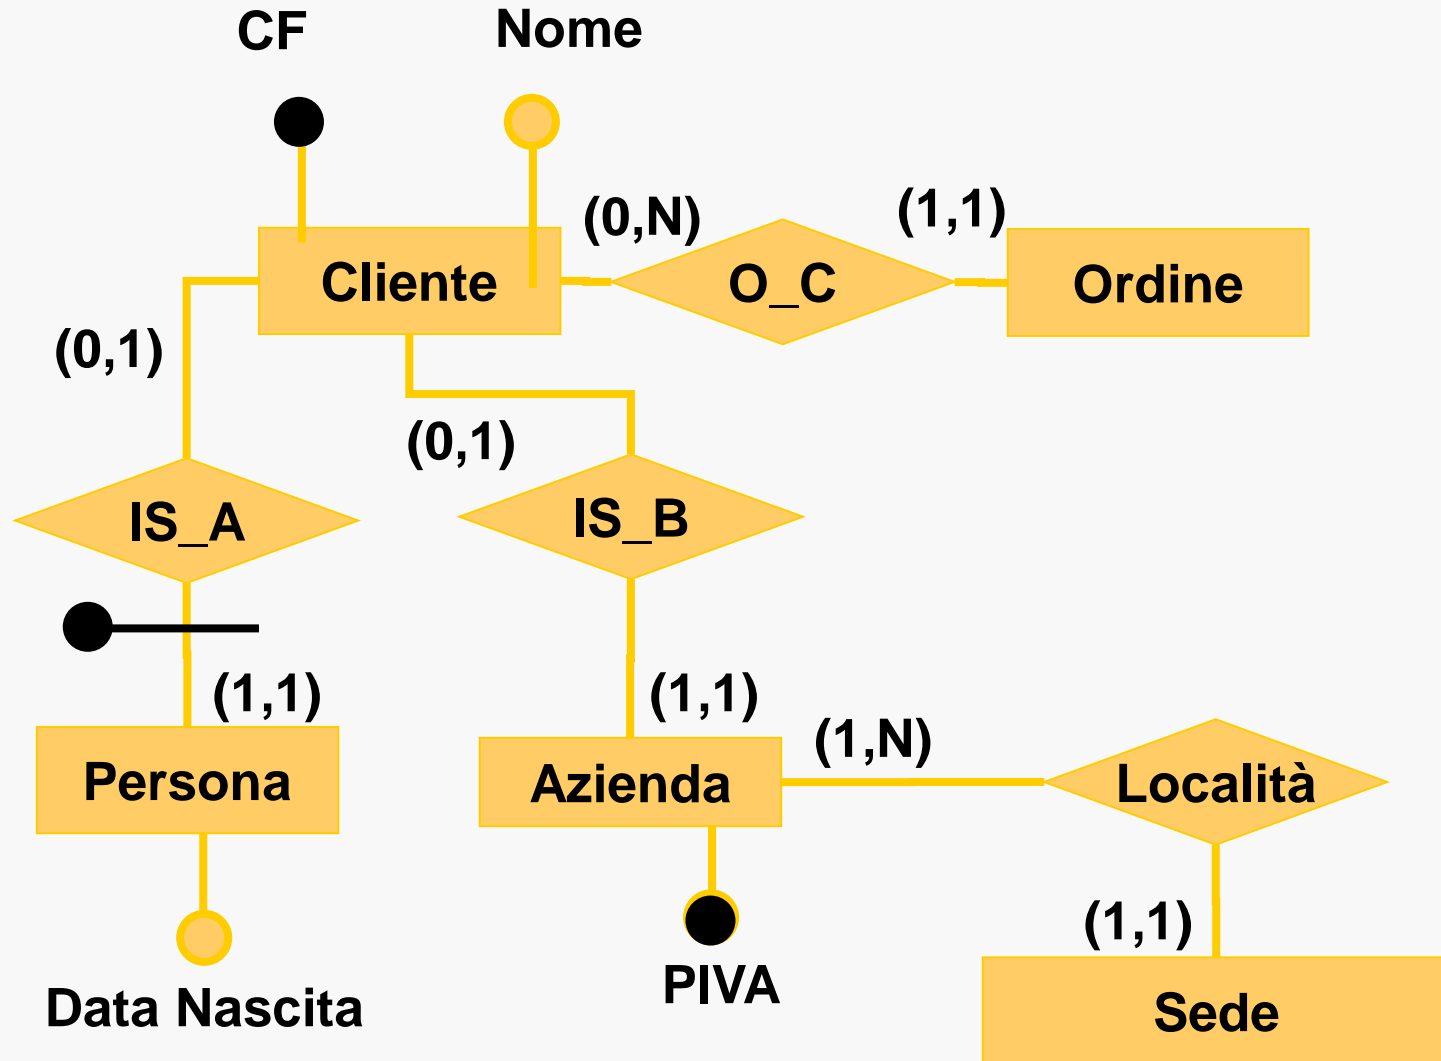 CF
Nome
(0,N)
(1,1)
Cliente
O_C
Ordine
(0,1)
(0,1)
IS_A
IS_B
(1,1)
(1,1)
(1,N)
Persona
Azienda
Località
(1,1)
PIVA
Data Nascita
Sede